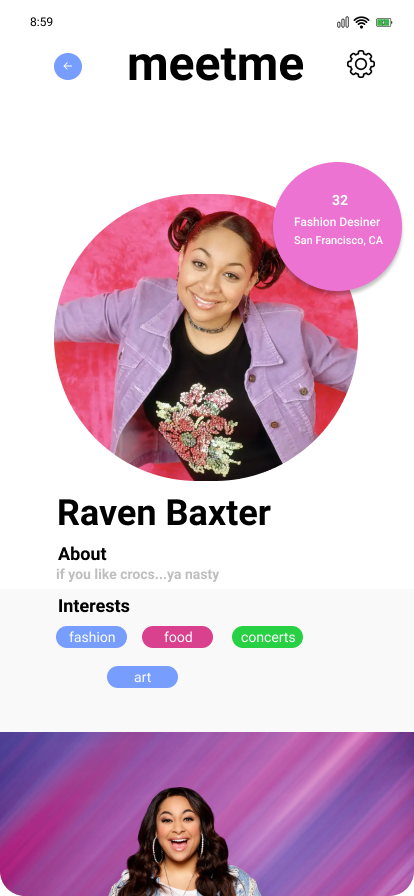 8:59
meetme
32
Fashion Desiner
San Francisco, CA
Raven Baxter
About
if you like crocs...ya nasty
Interests
fashion food concerts
art